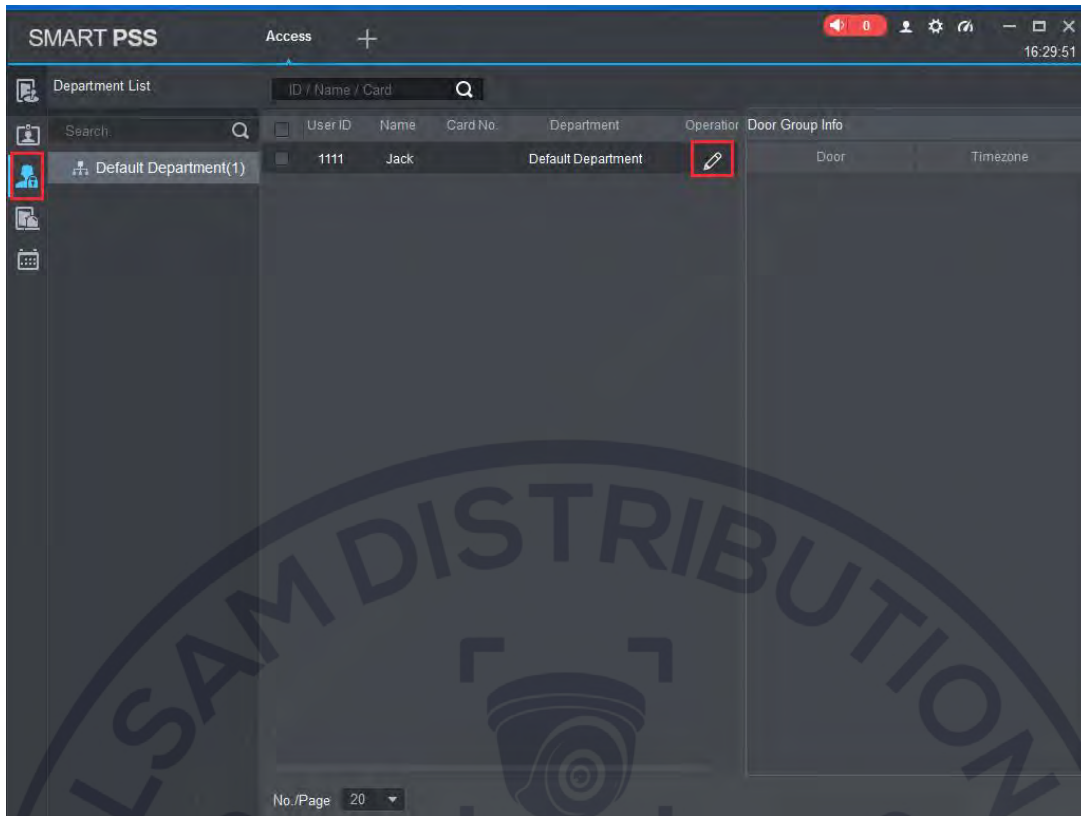 SMART PSS
Access
0
16:29:51
Department List
ID / Name / Card
Search
User ID Name Card No. Department Operation Door Group Info
Default Department(1)
1111 Jack Default Department
Door Timezone
LSAM DISTRIBUTION
No./Page 20